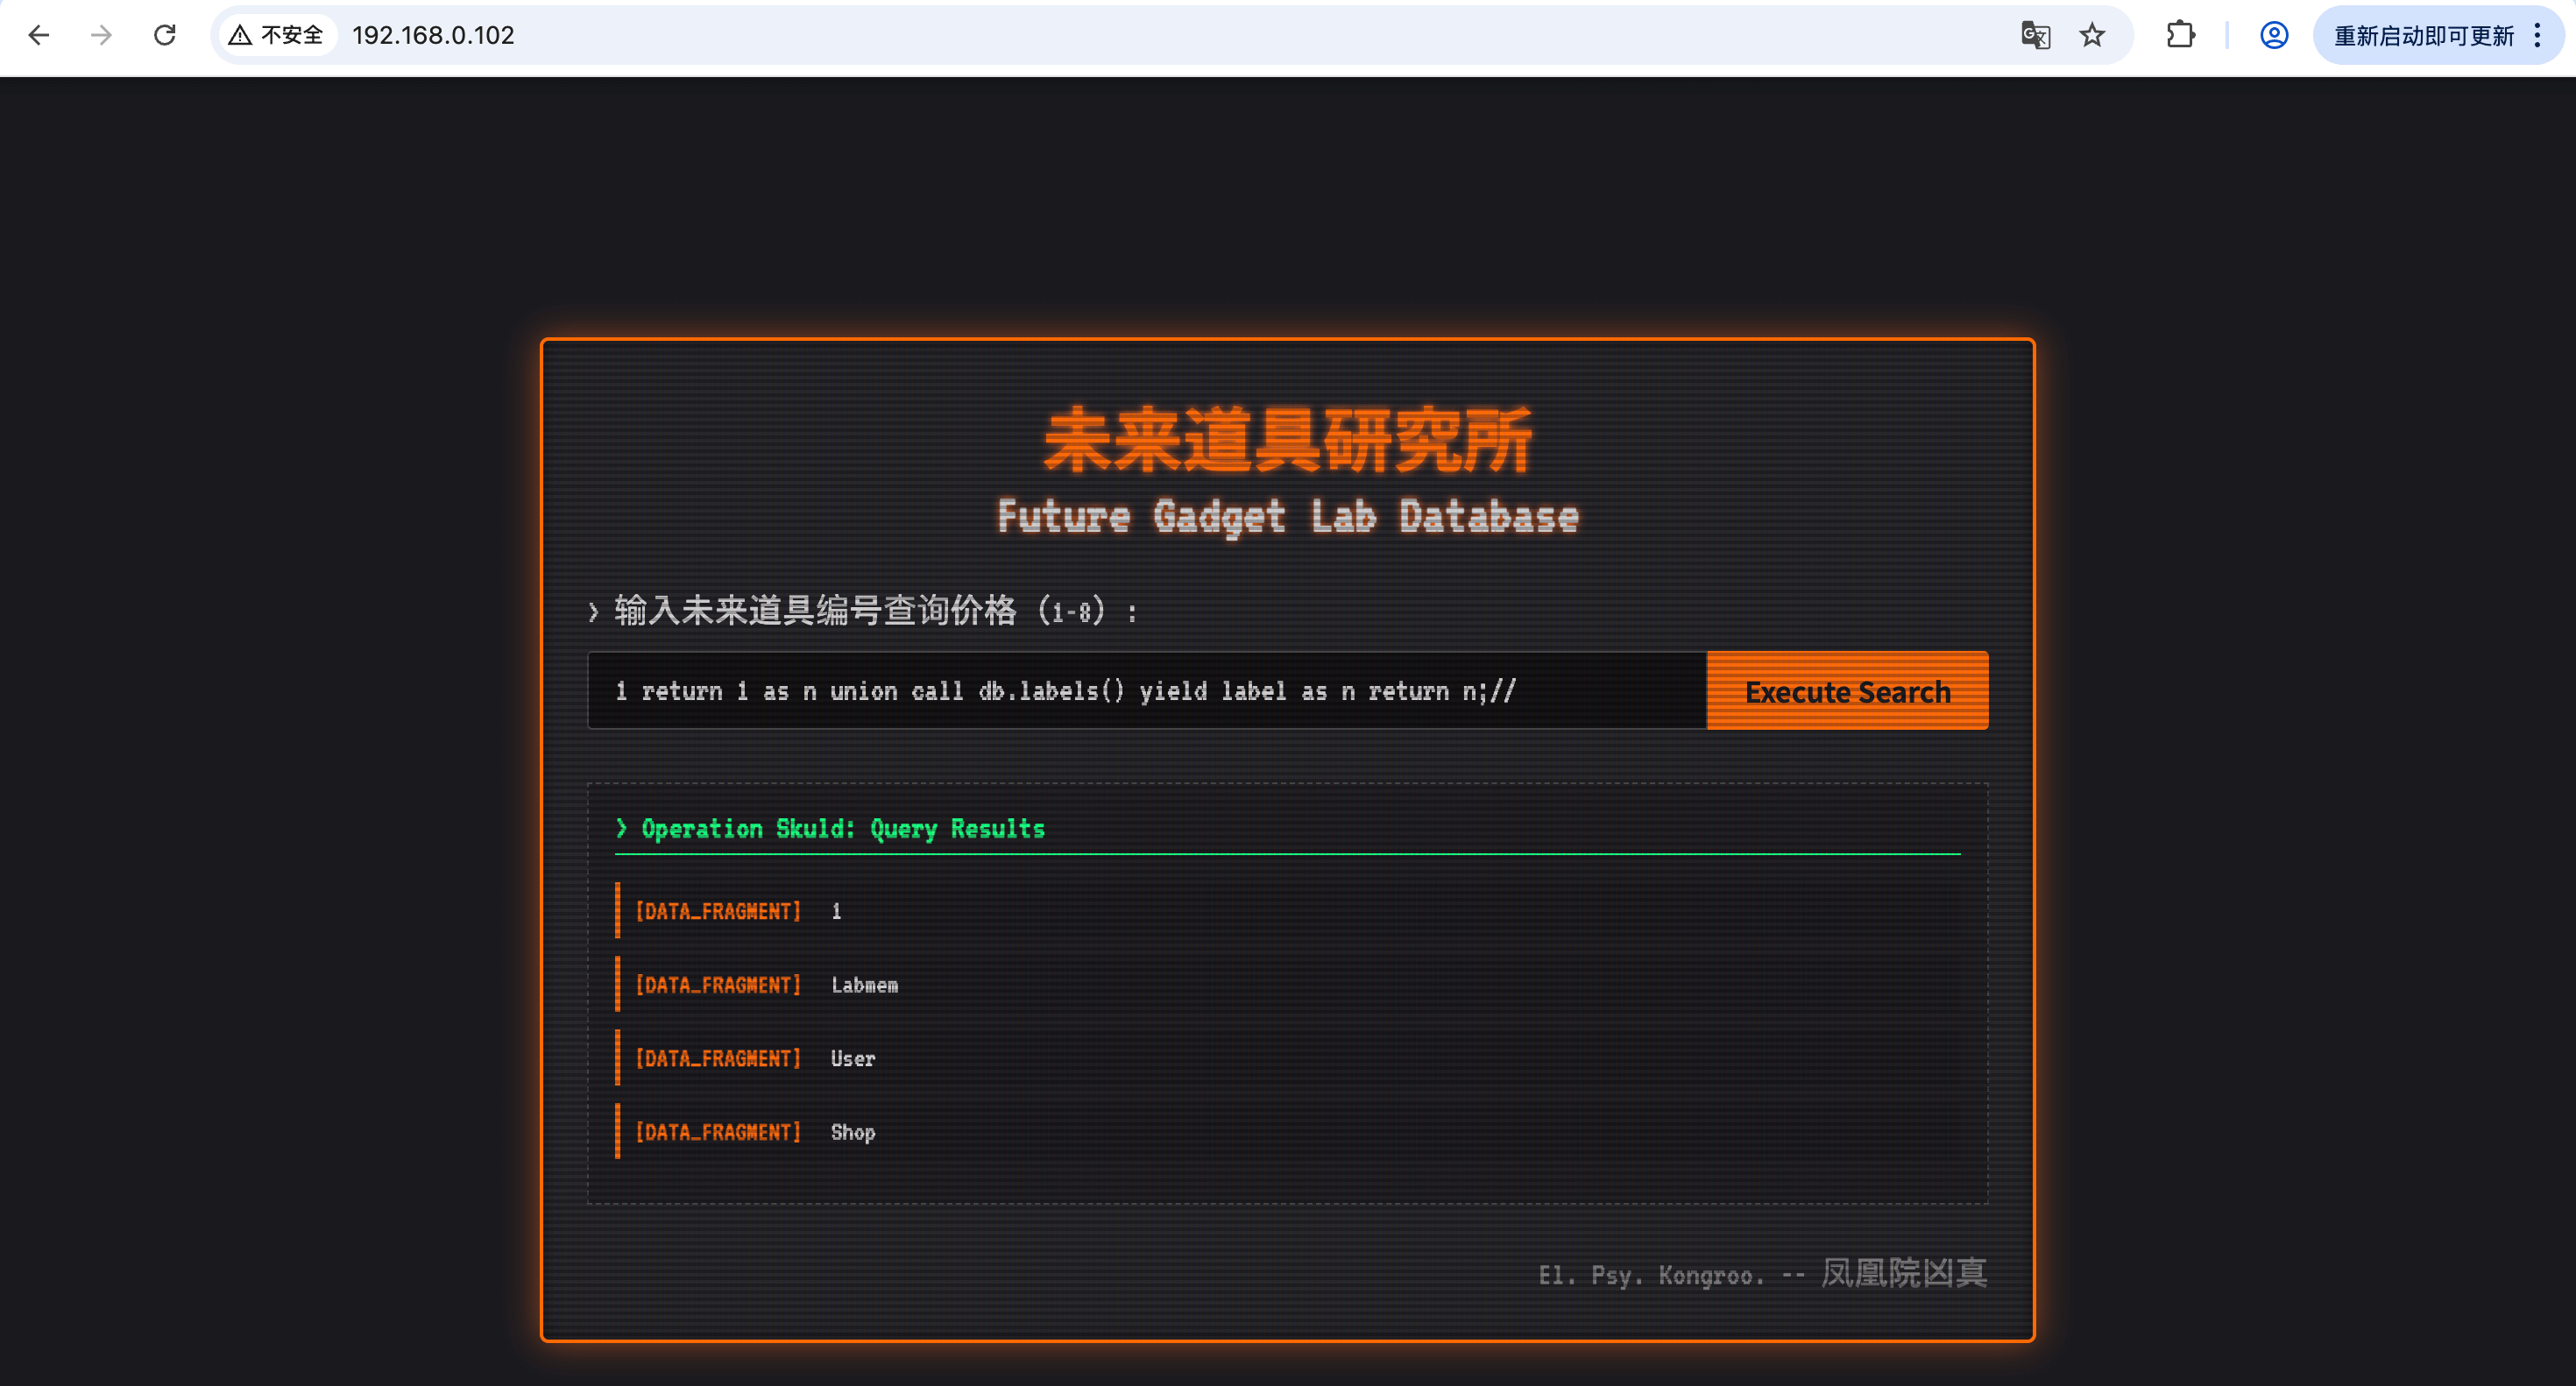 不安全 192.168.0.102 重新启动即可更新
未来道具研究所
Future Gadget Lab Database
› 输入未来道具编号查询价格（1-8）:
1 return 1 as n union call db.labels() yield label as n return n;// Execute Search
› Operation Skuld: Query Results
[DATA_FRAGMENT] 1
[DATA_FRAGMENT] Labmem
[DATA_FRAGMENT] User
[DATA_FRAGMENT] Shop
El. Psy. Kongroo. -- 凤凰院凶真